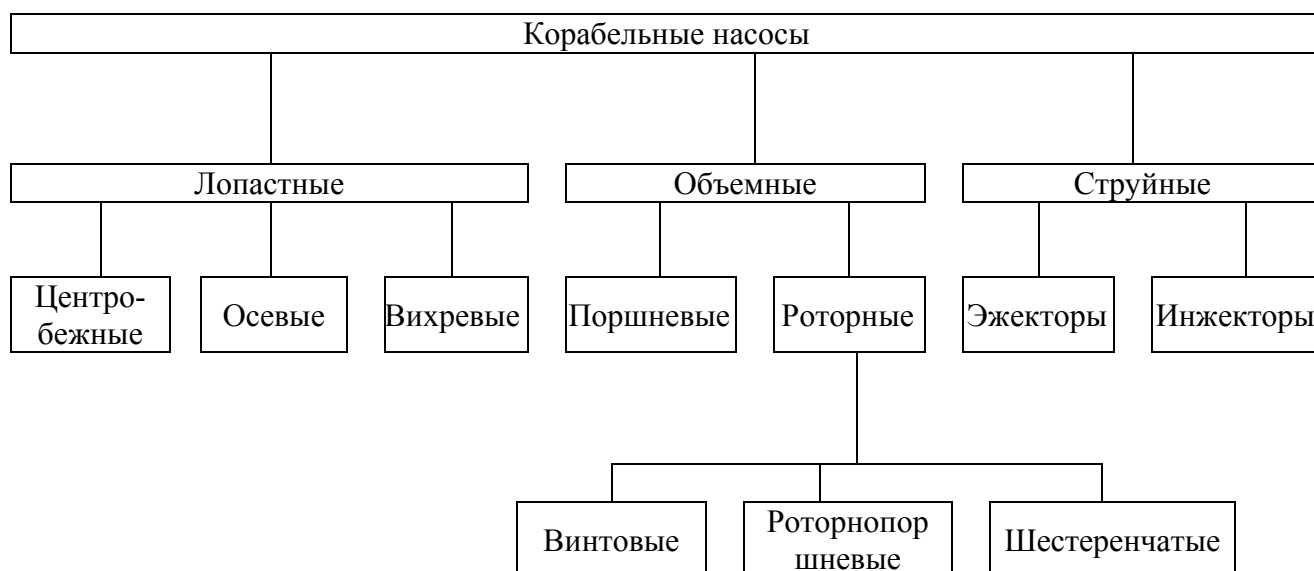 Корабельные насосы
Лопастные
Объемные
Струйные
Центро-
бежные
Осевые
Вихревые
Поршневые
Роторные
Эжекторы
Инжекторы
Винтовые
Роторнопор
шневые
Шестеренчатые